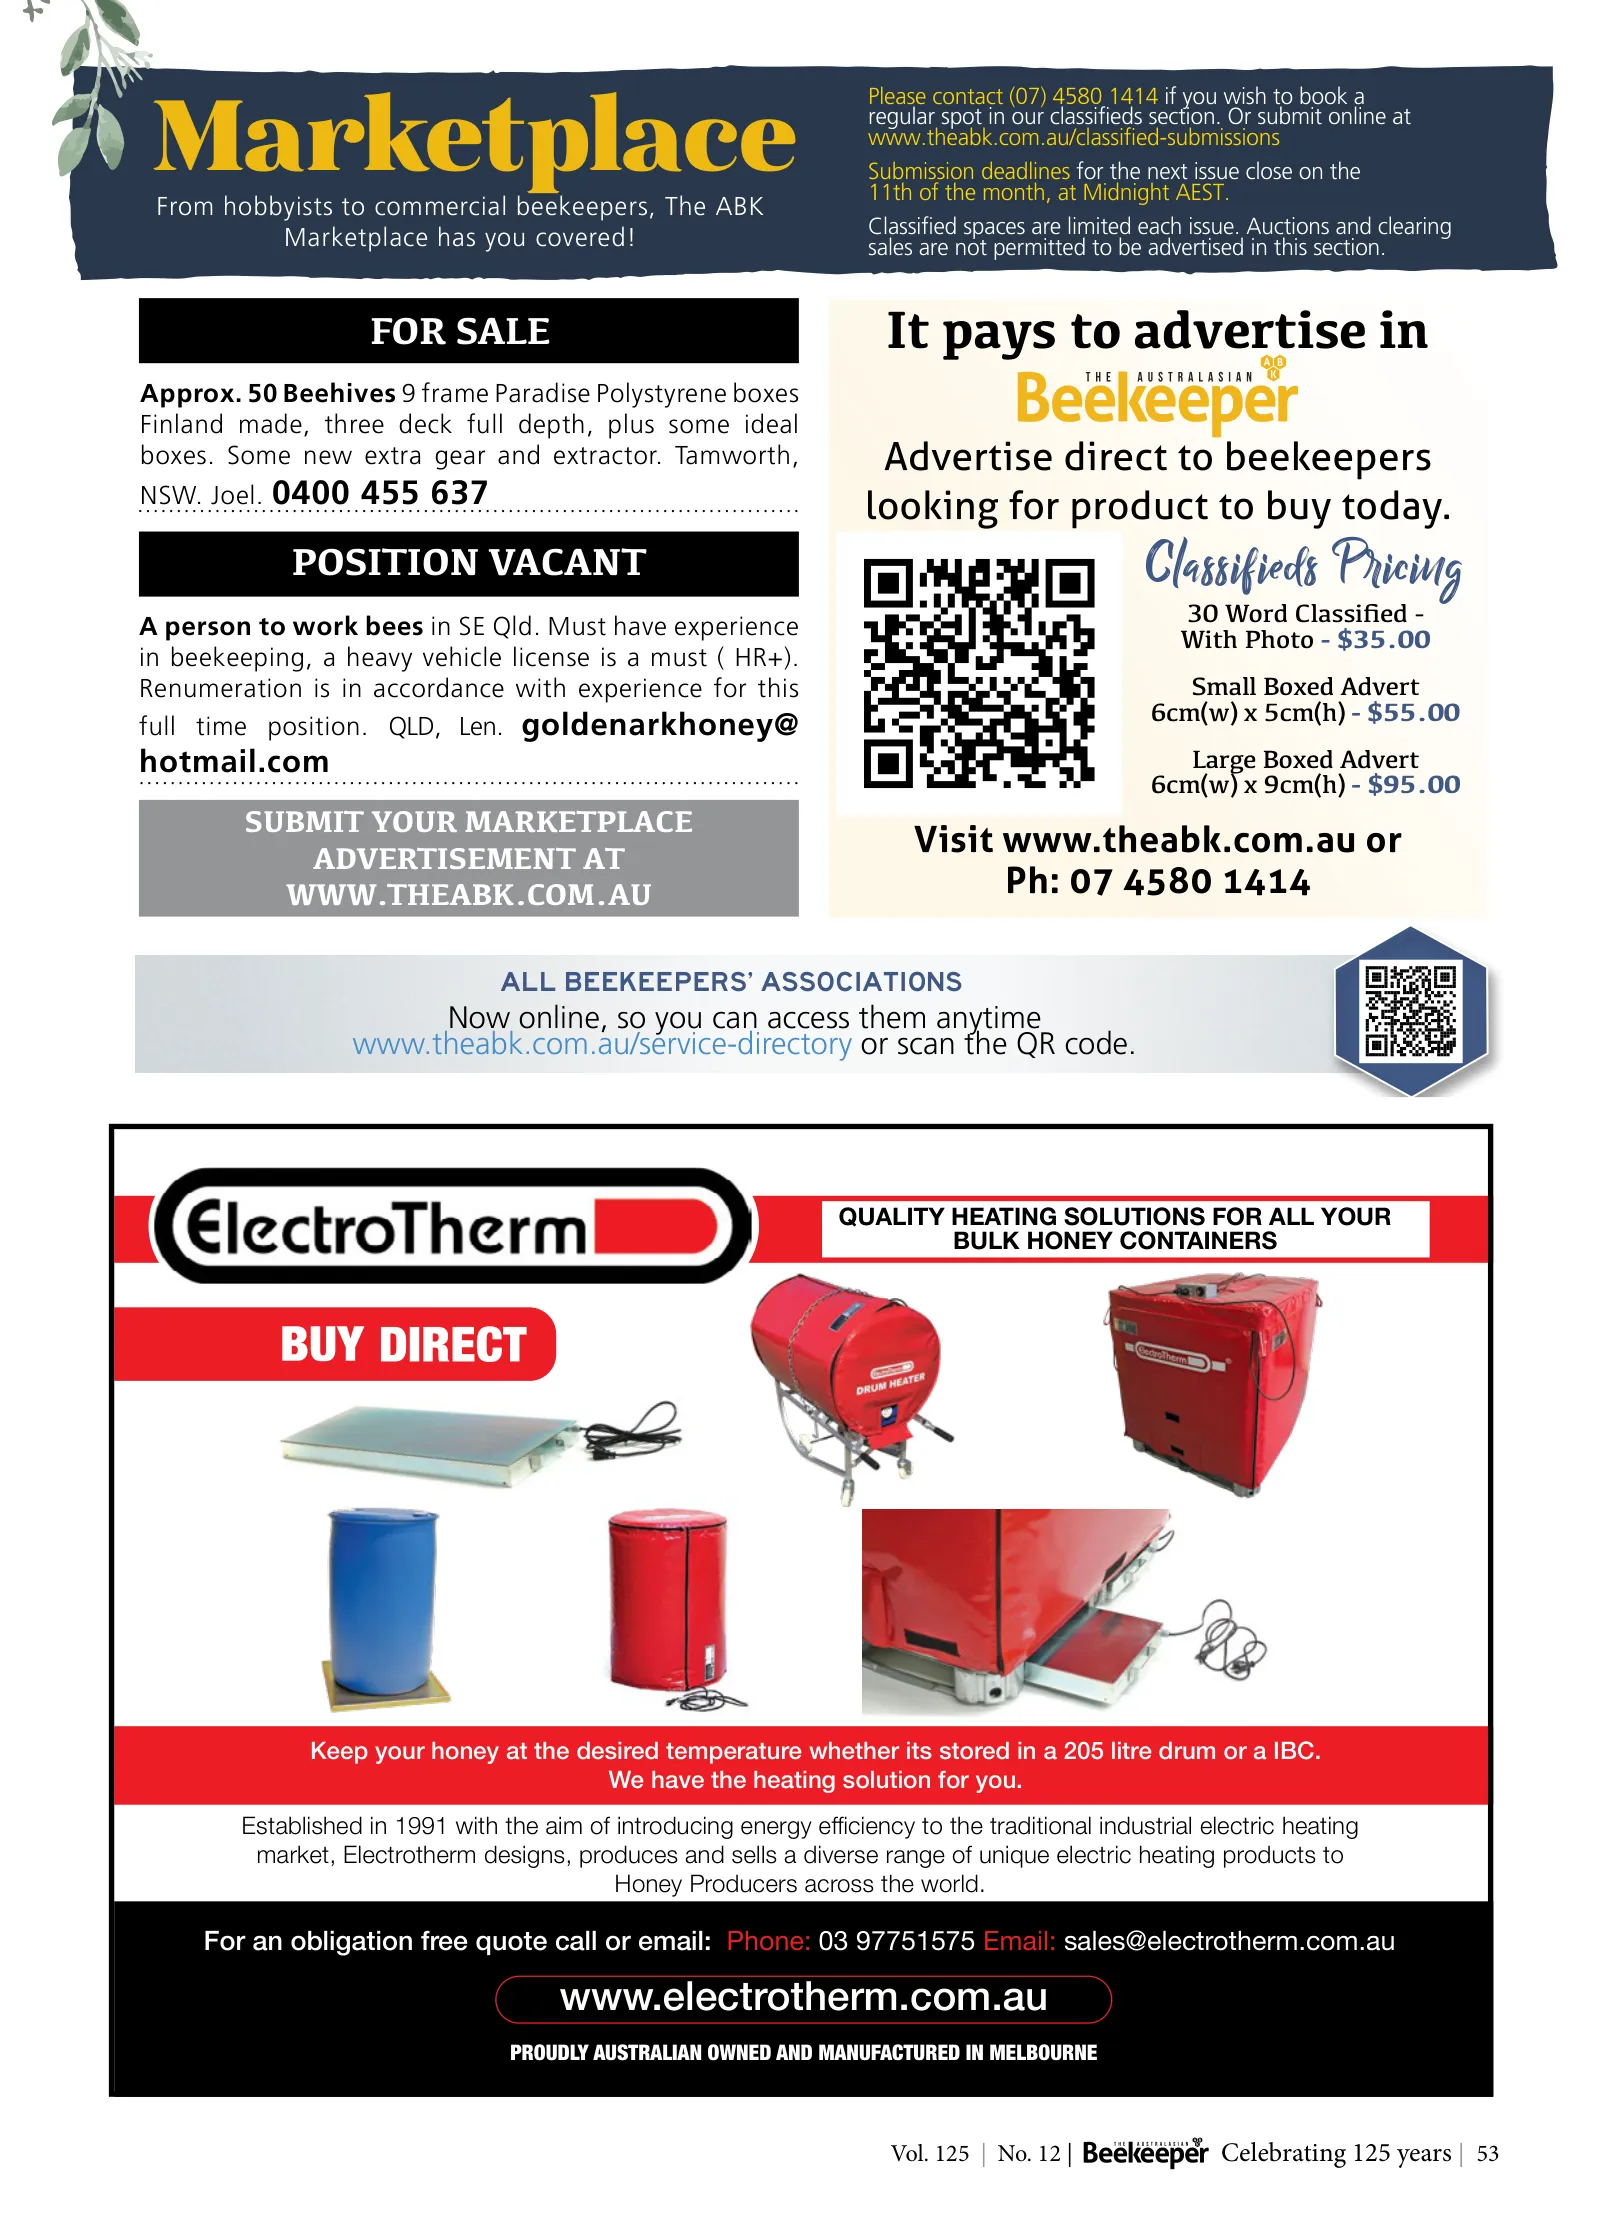 Marketplace
From hobbyists to commercial beekeepers, The ABK
Marketplace has you covered!
Please contact (07) 4580 1414 if you wish to book a
regular spot in our classifieds section. Or submit online at
www.theabk.com.au/classified-submissions
Submission deadlines for the next issue close on the
11th of the month, at Midnight AEST.
Classified spaces are limited each issue. Auctions and clearing
sales are not permitted to be advertised in this section.
FOR SALE
Approx. 50 Beehives 9 frame Paradise Polystyrene boxes
Finland made, three deck full depth, plus some ideal
boxes. Some new extra gear and extractor. Tamworth,
NSW. Joel. 0400 455 637
POSITION VACANT
A person to work bees in SE Qld. Must have experience
in beekeeping, a heavy vehicle license is a must ( HR+).
Renumeration is in accordance with experience for this
full time position. QLD, Len. goldenarkhoney@
hotmail.com
SUBMIT YOUR MARKETPLACE
ADVERTISEMENT AT
WWW.THEABK.COM.AU
It pays to advertise in
THE AUSTRALASIAN
ABK
Beekeeper
Advertise direct to beekeepers
looking for product to buy today.
Classifieds Pricing
30 Word Classified -
With Photo - $35.00
Small Boxed Advert
6cm(w) x 5cm(h) - $55.00
Large Boxed Advert
6cm(w) x 9cm(h) - $95.00
Visit www.theabk.com.au or
Ph: 07 4580 1414
ALL BEEKEEPERS' ASSOCIATIONS
Now online, so you can access them anytime
www.theabk.com.au/service-directory or scan the QR code.
ElectroTherm
QUALITY HEATING SOLUTIONS FOR ALL YOUR
BULK HONEY CONTAINERS
BUY DIRECT
ElectroTherm
DRUM HEATER
ElectroTherm
Keep your honey at the desired temperature whether its stored in a 205 litre drum or a IBC.
We have the heating solution for you.
Established in 1991 with the aim of introducing energy efficiency to the traditional industrial electric heating
market, Electrotherm designs, produces and sells a diverse range of unique electric heating products to
Honey Producers across the world.
For an obligation free quote call or email: Phone: 03 97751575 Email: sales@electrotherm.com.au
www.electrotherm.com.au
PROUDLY AUSTRALIAN OWNED AND MANUFACTURED IN MELBOURNE
Vol. 125 | No. 12 | THE AUSTRALASIAN Beekeeper Celebrating 125 years | 53